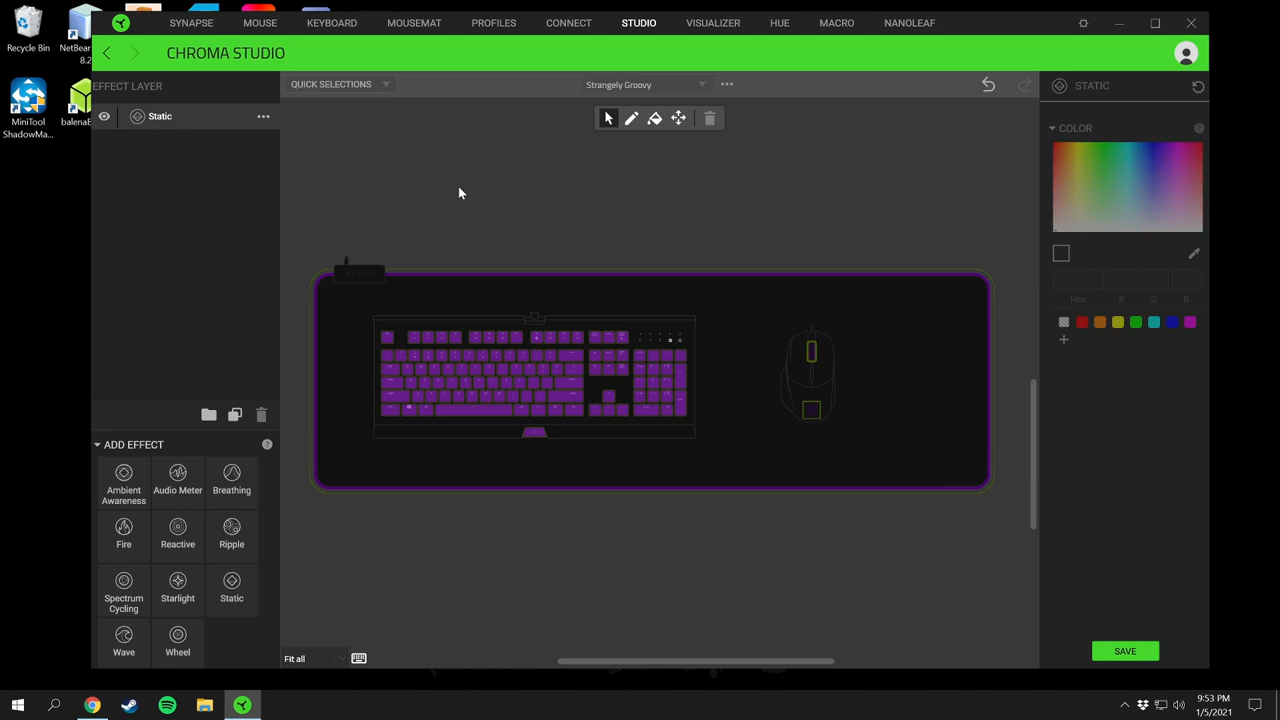 Recycle Bin
NetBean
8.2
MiniTool
ShadowMa...
balenaE
SYNAPSE MOUSE KEYBOARD MOUSEMAT PROFILES CONNECT STUDIO VISUALIZER HUE MACRO NANOLEAF
CHROMA STUDIO
EFFECT LAYER
QUICK SELECTIONS
Strangely Groovy
STATIC
Static
COLOR
Hex R G B
ADD EFFECT
Ambient
Awareness
Audio Meter
Breathing
Fire
Reactive
Ripple
Spectrum
Cycling
Starlight
Static
Wave
Wheel
Fit all
SAVE
9:53 PM
1/5/2021